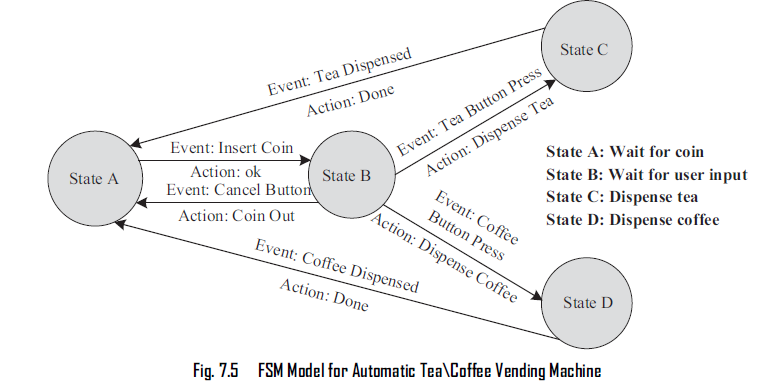 State C
Event: Tea Dispensed
Action: Done
Event: Tea Button Press
Action: Dispense Tea
Event: Insert Coin
Action: ok
State A
State B
Event: Cancel Button
Action: Coin Out
State A: Wait for coin
State B: Wait for user input
State C: Dispense tea
State D: Dispense coffee
Event: Coffee
Button Press
Action: Dispense Coffee
Event: Coffee Dispensed
Action: Done
State D
Fig. 7.5 FSM Model for Automatic Tea\Coffee Vending Machine